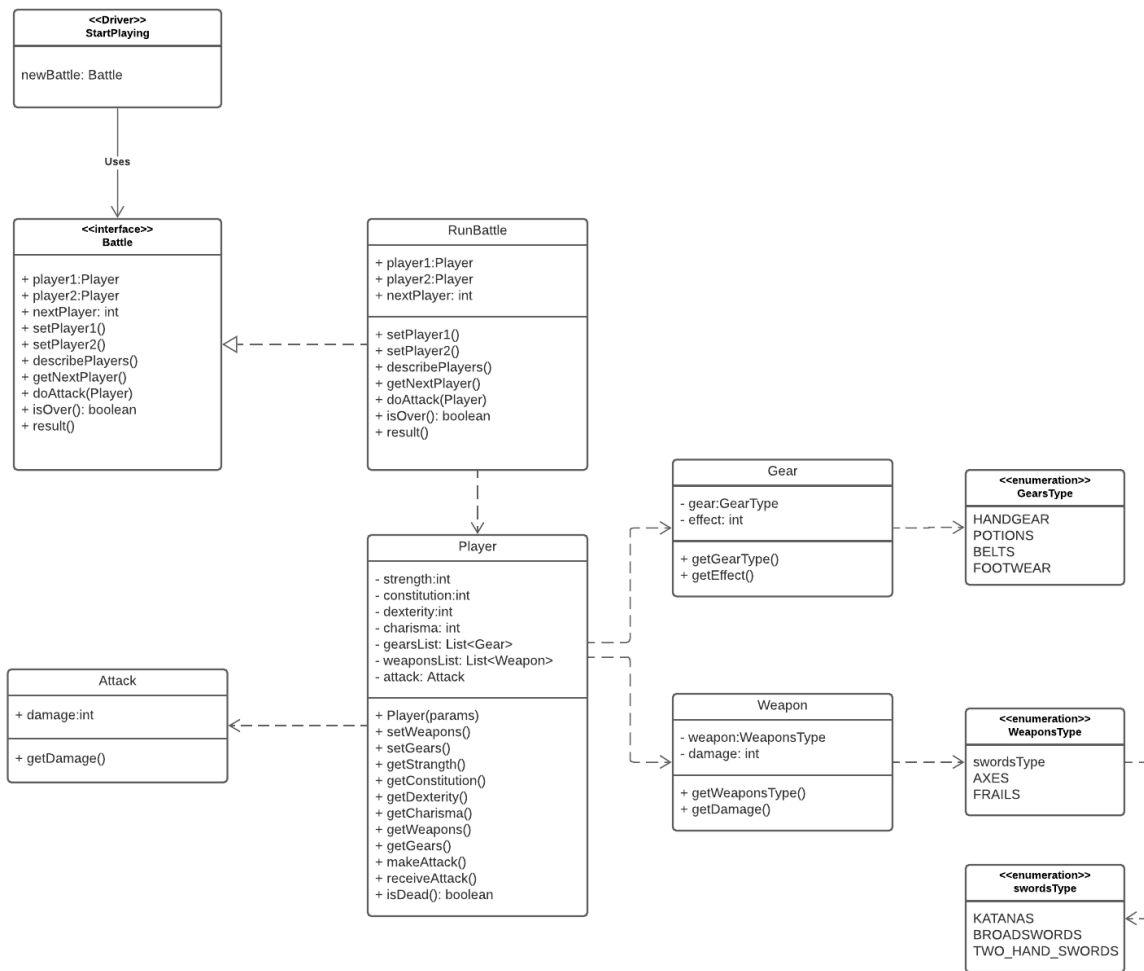 <<Driver>>
StartPlaying
newBattle: Battle
Uses
<<interface>>
Battle
+ player1:Player
+ player2:Player
+ nextPlayer: int
+ setPlayer1()
+ setPlayer2()
+ describePlayers()
+ getNextPlayer()
+ doAttack(Player)
+ isOver(): boolean
+ result()
RunBattle
+ player1:Player
+ player2:Player
+ nextPlayer: int
+ setPlayer1()
+ setPlayer2()
+ describePlayers()
+ getNextPlayer()
+ doAttack(Player)
+ isOver(): boolean
+ result()
Gear
- gear:GearType
- effect: int
+ getGearType()
+ getEffect()
<<enumeration>>
GearsType
HANDGEAR
POTIONS
BELTS
FOOTWEAR
Player
- strength:int
- constitution:int
- dexterity:int
- charisma: int
- gearsList: List<Gear>
- weaponsList: List<Weapon>
- attack: Attack
+ Player(params)
+ setWeapons()
+ setGears()
+ getStrangth()
+ getConstitution()
+ getDexterity()
+ getCharisma()
+ getWeapons()
+ getGears()
+ makeAttack()
+ receiveAttack()
+ isDead(): boolean
Attack
+ damage:int
+ getDamage()
Weapon
- weapon:WeaponsType
- damage: int
+ getWeaponsType()
+ getDamage()
<<enumeration>>
WeaponsType
swordsType
AXES
FRAILS
<<enumeration>>
swordsType
KATANAS
BROADSWORDS
TWO_HAND_SWORDS